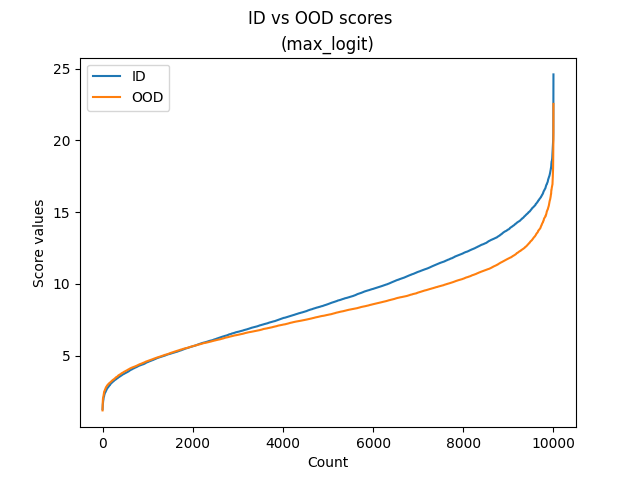 ID vs OOD scores
(max_logit)
ID
OOD
25
20
15
10
5
Score values
0 2000 4000 6000 8000 10000
Count